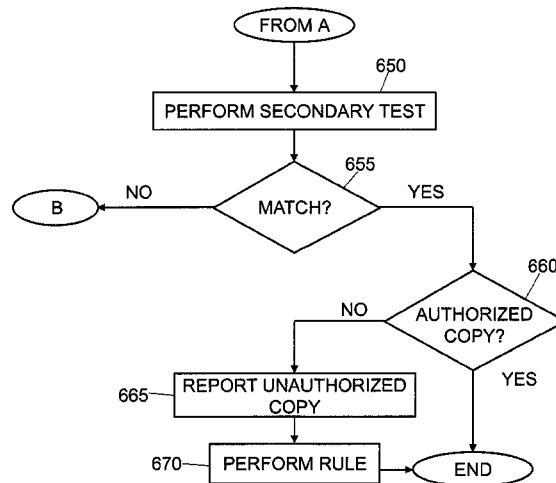 FROM A
650
PERFORM SECONDARY TEST
655
NO
YES
B
MATCH?
660
NO
AUTHORIZED
COPY?
665
REPORT UNAUTHORIZED
COPY
YES
670
PERFORM RULE
END